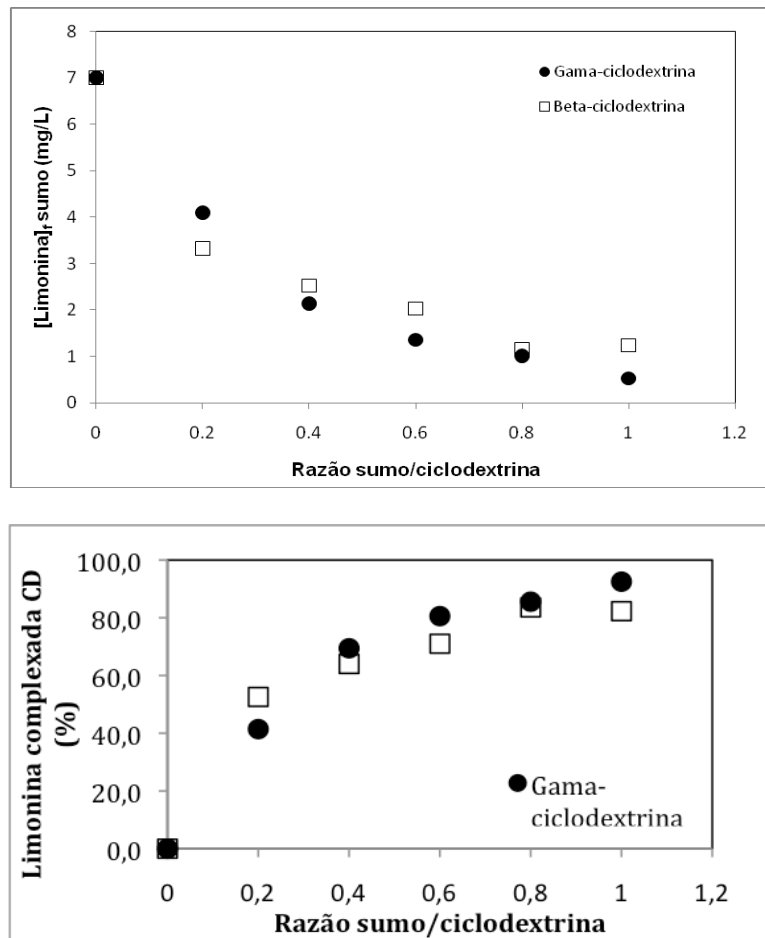 8
7
6
5
4
3
2
1
0
[Limonina]f sumo (mg/L)
Gama-ciclodextrina
Beta-ciclodextrina
0 0.2 0.4 0.6 0.8 1 1.2
Razão sumo/ciclodextrina
100,0
80,0
60,0
40,0
20,0
0,0
Limonina complexada CD
(%)
Gama-
ciclodextrina
0 0,2 0,4 0,6 0,8 1 1,2
Razão sumo/ciclodextrina